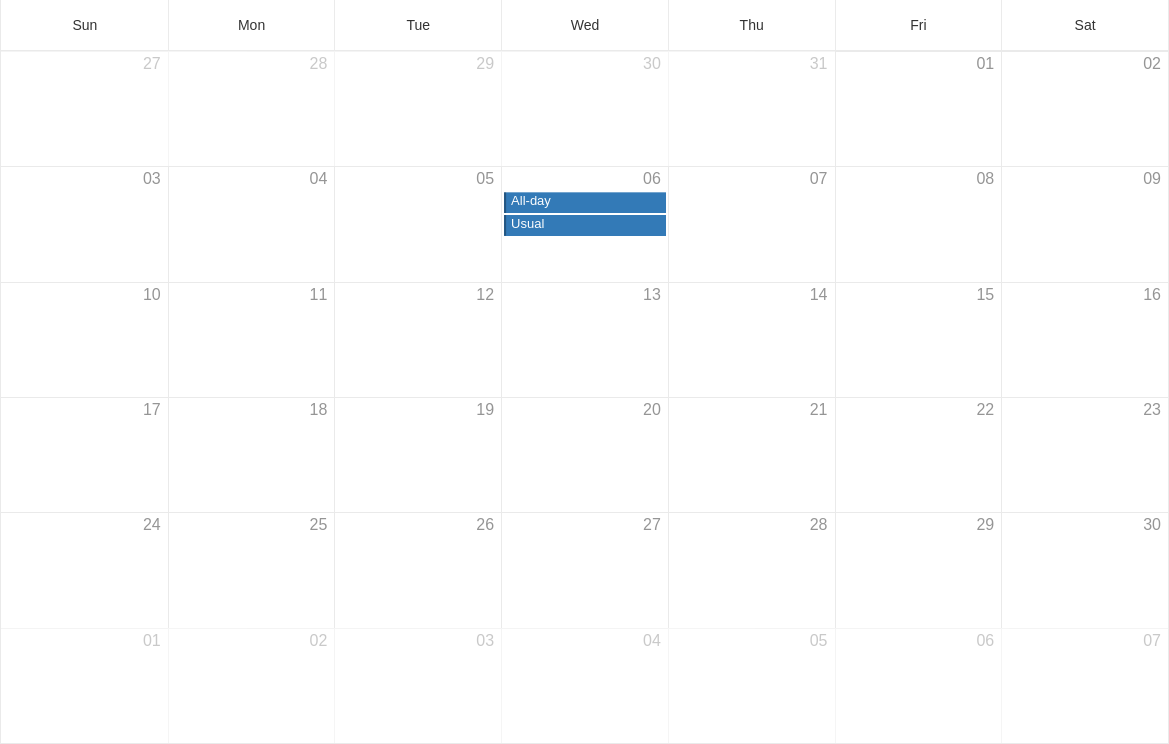 Sun Mon Tue Wed Thu Fri Sat
27 28 29 30 31 01 02
03 04 05 06 07 08 09
All-day
Usual
10 11 12 13 14 15 16
17 18 19 20 21 22 23
24 25 26 27 28 29 30
01 02 03 04 05 06 07